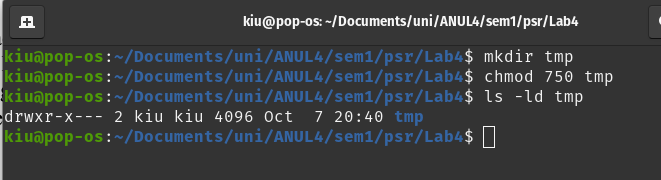 kiu@pop-os: ~/Documents/uni/ANUL4/sem1/psr/Lab4
kiu@pop-os:~/Documents/uni/ANUL4/sem1/psr/Lab4$ mkdir tmp
kiu@pop-os:~/Documents/uni/ANUL4/sem1/psr/Lab4$ chmod 750 tmp
kiu@pop-os:~/Documents/uni/ANUL4/sem1/psr/Lab4$ ls -ld tmp
drwxr-x--- 2 kiu kiu 4096 Oct  7 20:40 tmp
kiu@pop-os:~/Documents/uni/ANUL4/sem1/psr/Lab4$